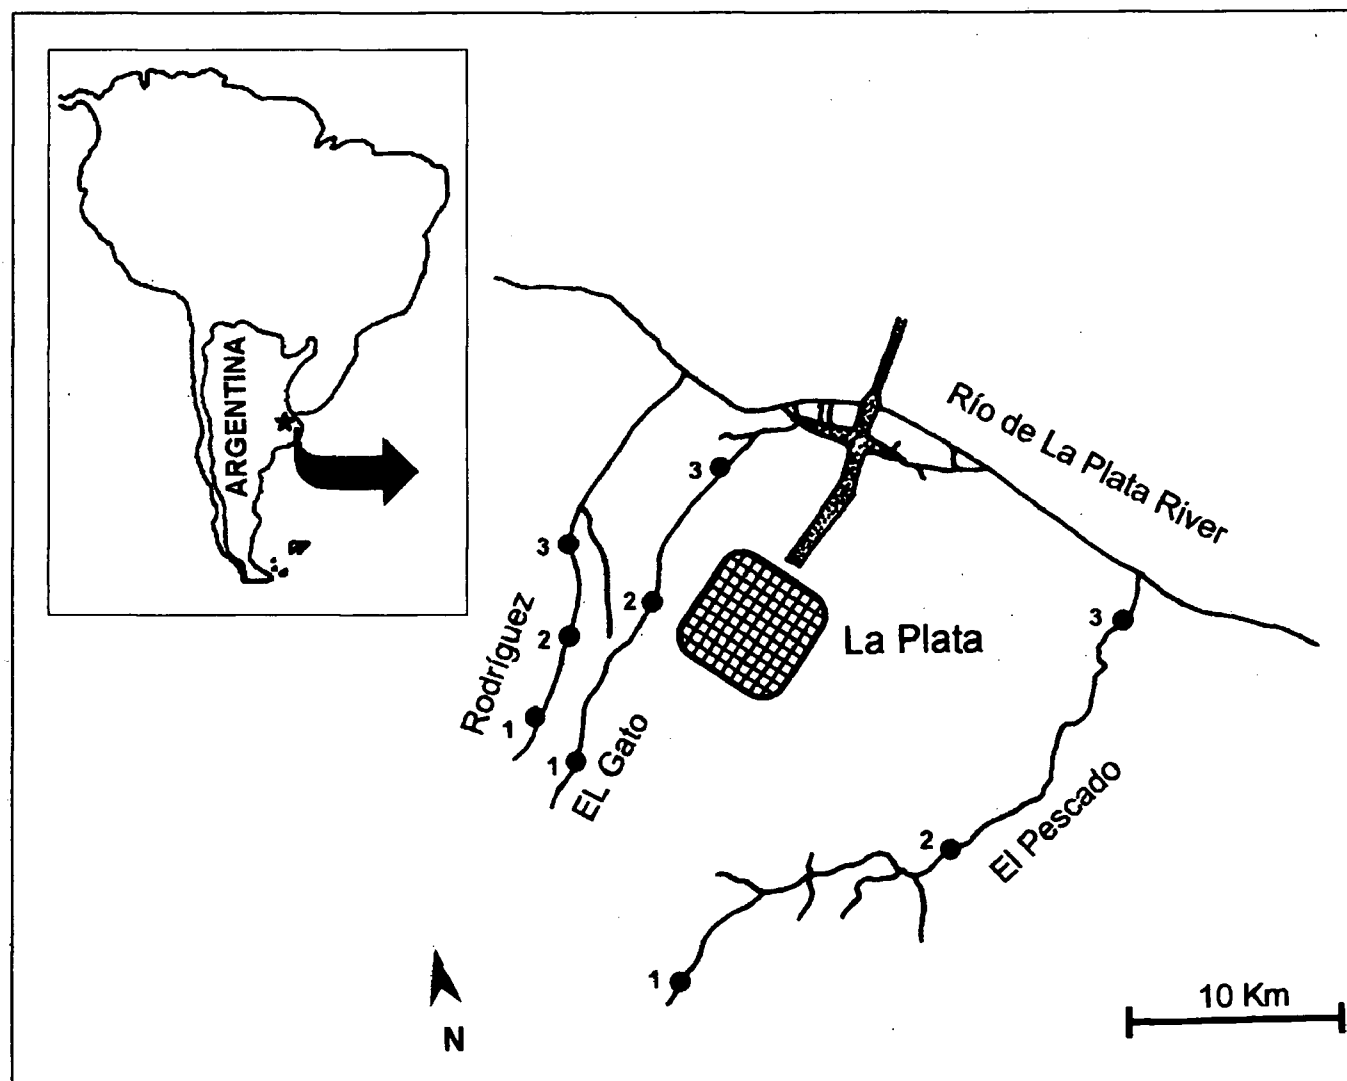 ARGENTINA
Río de La Plata River
3
3
2
2
3
La Plata
Rodríguez
1
1
EL Gato
2
El Pescado
1
10 Km
N